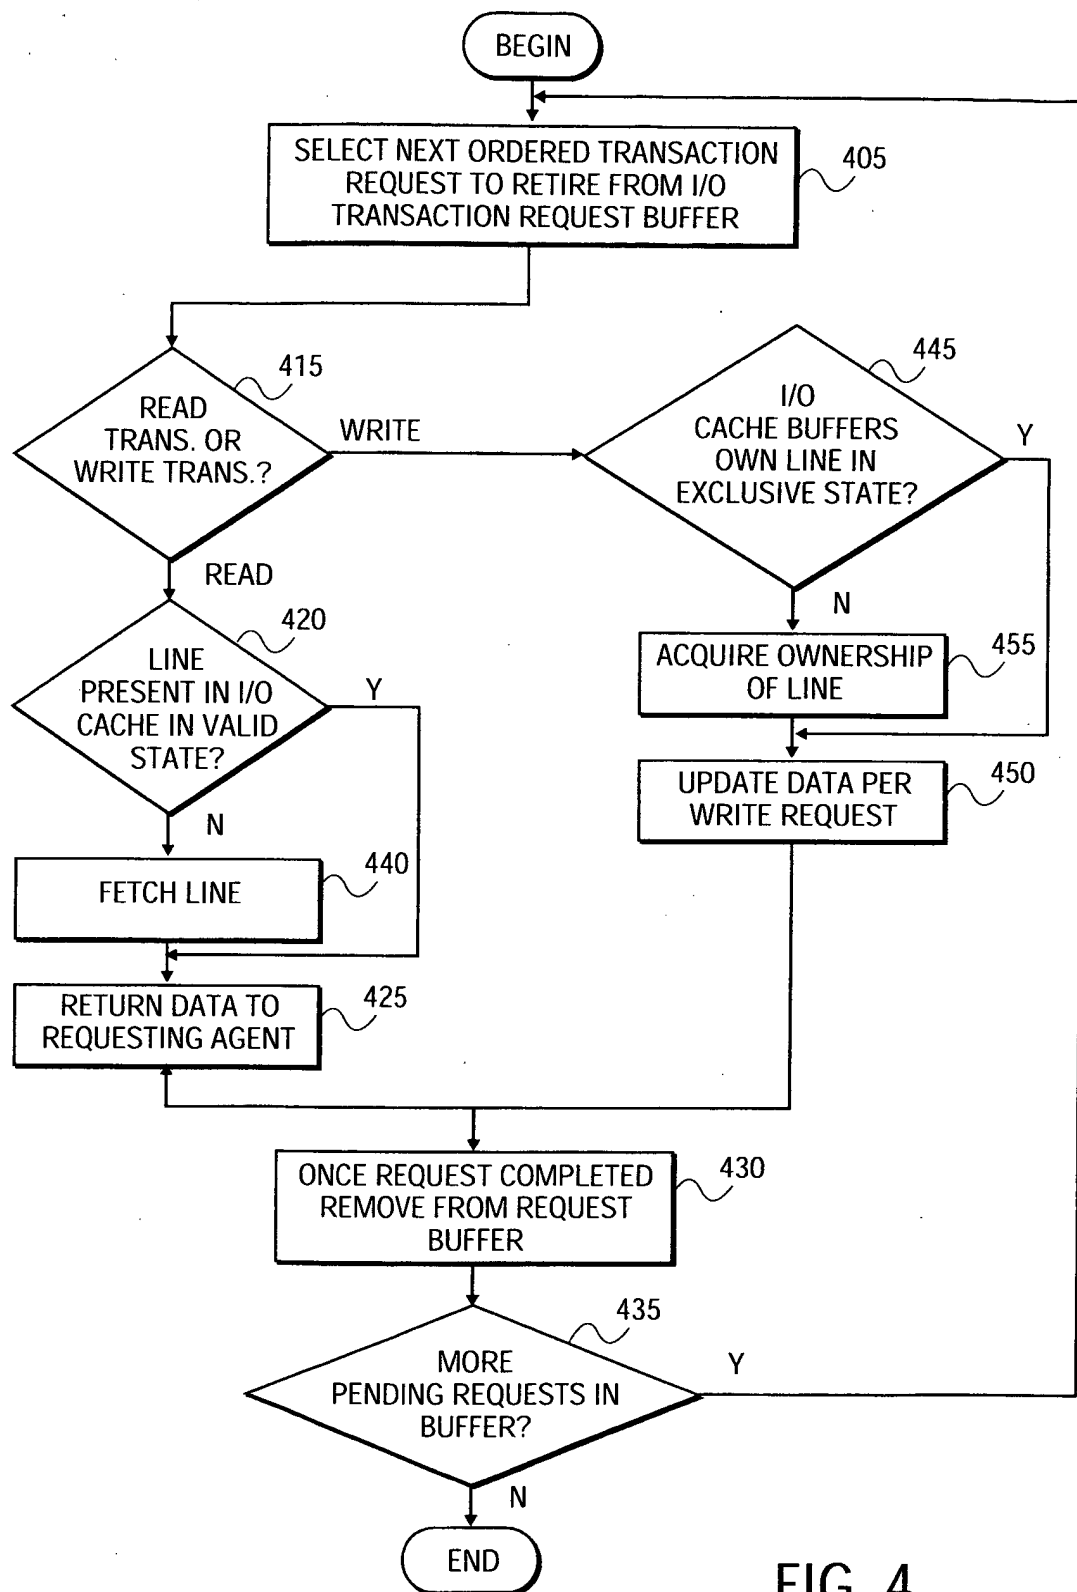 BEGIN
SELECT NEXT ORDERED TRANSACTION
REQUEST TO RETIRE FROM I/O
TRANSACTION REQUEST BUFFER
405
READ
TRANS. OR
WRITE TRANS.?
415
WRITE
READ
I/O
CACHE BUFFERS
OWN LINE IN
EXCLUSIVE STATE?
445
Y
N
ACQUIRE OWNERSHIP
OF LINE
455
UPDATE DATA PER
WRITE REQUEST
450
LINE
PRESENT IN I/O
CACHE IN VALID
STATE?
420
Y
N
FETCH LINE
440
RETURN DATA TO
REQUESTING AGENT
425
ONCE REQUEST COMPLETED
REMOVE FROM REQUEST
BUFFER
430
MORE
PENDING REQUESTS IN
BUFFER?
435
Y
N
END
FIG. 4